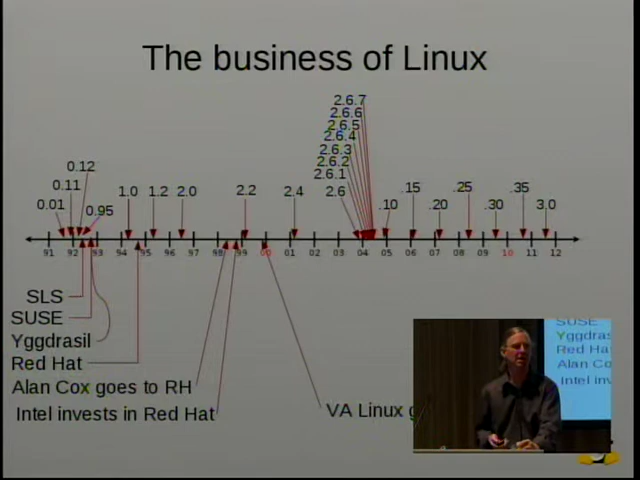 The business of Linux
2.6.7
2.6.6
2.6.5
2.6.4
2.6.3
2.6.2
2.6.1
2.6
0.12
0.11
0.01
0.95
1.0
1.2
2.0
2.2
2.4
.10
.15
.20
.25
.30
.35
3.0
91 92 93 94 95 96 97 98 99 00 01 02 03 04 05 06 07 08 09 10 11 12
SLS
SUSE
Yggdrasil
Red Hat
Alan Cox goes to RH
Intel invests in Red Hat
VA Linux
SUSE
Yggdras
Red Ha
Alan Co
Intel inv